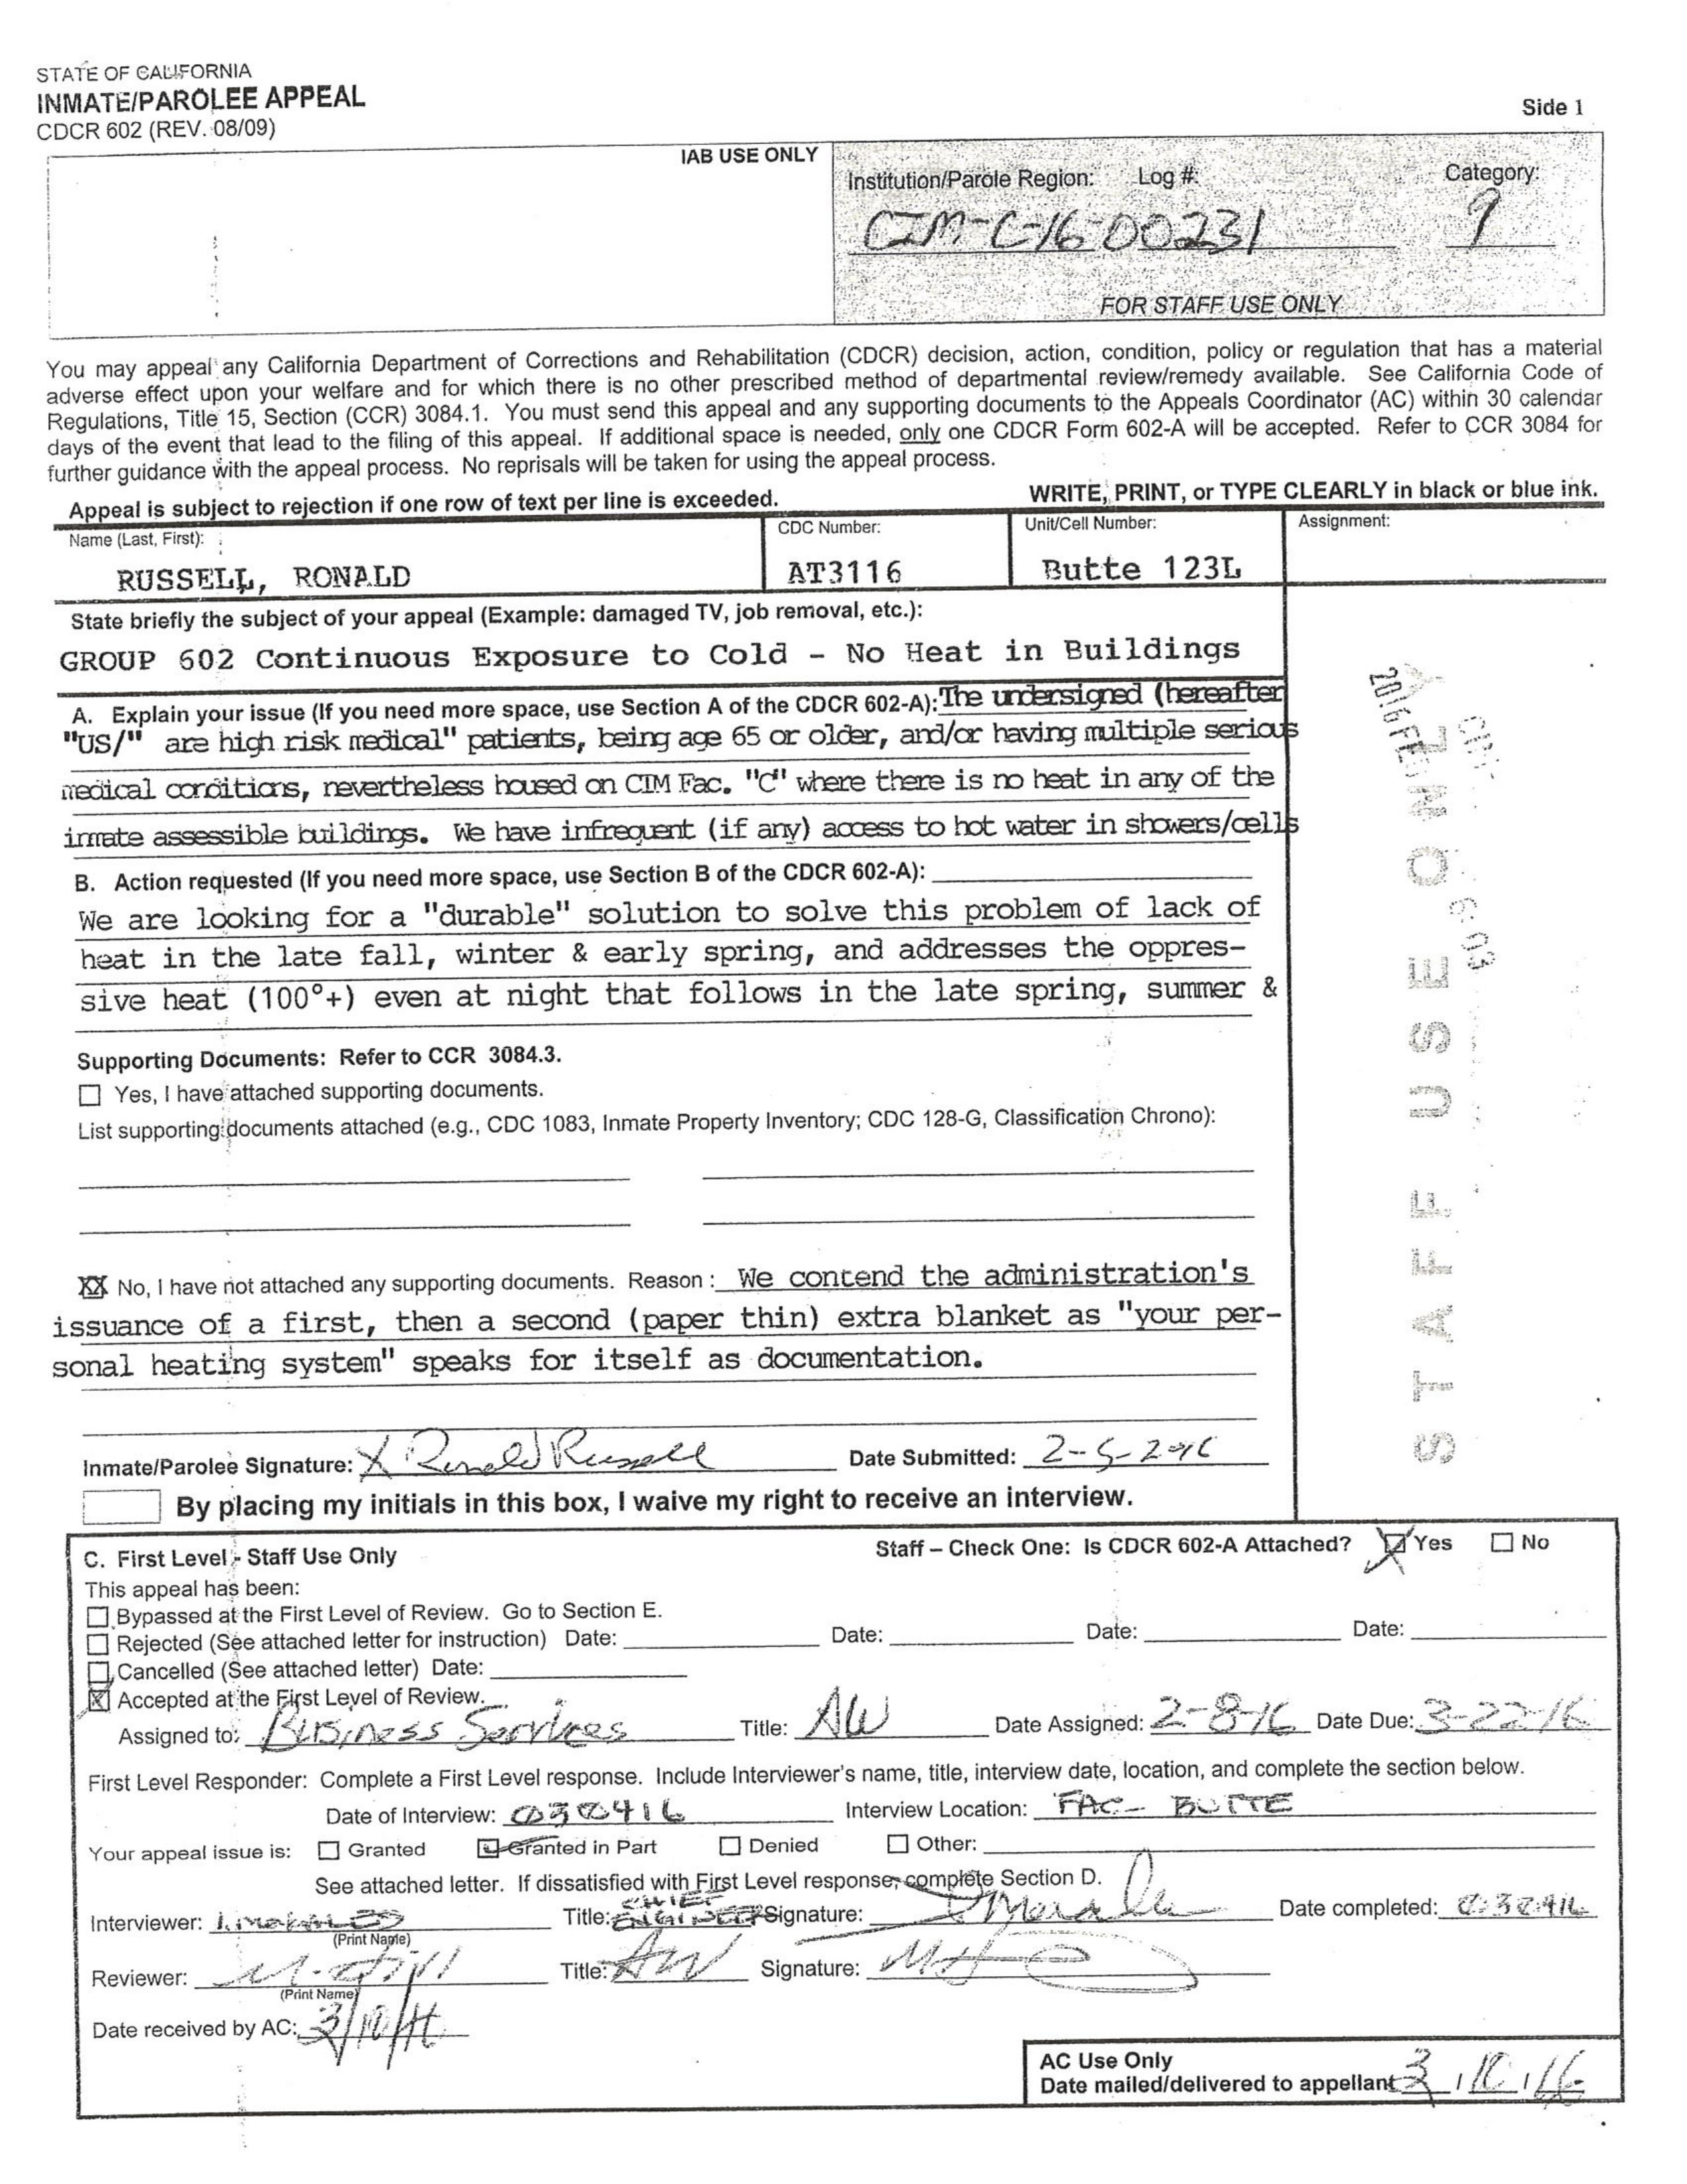 STATE OF CALIFORNIA
INMATE/PAROLEE APPEAL
CDCR 602 (REV. 08/09)
Side 1
IAB USE ONLY
Institution/Parole Region: Log #: Category:
CIM-C-16-00231 9
FOR STAFF USE ONLY
You may appeal any California Department of Corrections and Rehabilitation (CDCR) decision, action, condition, policy or regulation that has a material
adverse effect upon your welfare and for which there is no other prescribed method of departmental review/remedy available. See California Code of
Regulations, Title 15, Section (CCR) 3084.1. You must send this appeal and any supporting documents to the Appeals Coordinator (AC) within 30 calendar
days of the event that lead to the filing of this appeal. If additional space is needed, only one CDCR Form 602-A will be accepted. Refer to CCR 3084 for
further guidance with the appeal process. No reprisals will be taken for using the appeal process.
Appeal is subject to rejection if one row of text per line is exceeded. WRITE, PRINT, or TYPE CLEARLY in black or blue ink.
Name (Last, First): CDC Number: Unit/Cell Number: Assignment:
RUSSELL, RONALD AT3116 Butte 123L
State briefly the subject of your appeal (Example: damaged TV, job removal, etc.):
GROUP 602 Continuous Exposure to Cold - No Heat in Buildings
A. Explain your issue (If you need more space, use Section A of the CDCR 602-A): The undersigned (hereafter
"US/" are high risk medical" patients, being age 65 or older, and/or having multiple serious
medical conditions, nevertheless housed on CIM Fac. "C" where there is no heat in any of the
inmate assessible buildings. We have infrequent (if any) access to hot water in showers/cells
B. Action requested (If you need more space, use Section B of the CDCR 602-A):
We are looking for a "durable" solution to solve this problem of lack of
heat in the late fall, winter & early spring, and addresses the oppres-
sive heat (100°+) even at night that follows in the late spring, summer &
STAFF USE ONLY
Supporting Documents: Refer to CCR 3084.3.
Yes, I have attached supporting documents.
List supporting documents attached (e.g., CDC 1083, Inmate Property Inventory; CDC 128-G, Classification Chrono):
XX No, I have not attached any supporting documents. Reason : We contend the administration's
issuance of a first, then a second (paper thin) extra blanket as "your per-
sonal heating system" speaks for itself as documentation.
Inmate/Parolee Signature: X Ronald Russell Date Submitted: 2-5-2016
By placing my initials in this box, I waive my right to receive an interview.
C. First Level - Staff Use Only Staff – Check One: Is CDCR 602-A Attached? Yes No
This appeal has been:
Bypassed at the First Level of Review. Go to Section E.
Rejected (See attached letter for instruction) Date: Date: Date: Date:
Cancelled (See attached letter) Date:
Accepted at the First Level of Review.
Assigned to: Business Services Title: AW Date Assigned: 2-8-16 Date Due: 3-22-16
First Level Responder: Complete a First Level response. Include Interviewer's name, title, interview date, location, and complete the section below.
Date of Interview: 030416 Interview Location: FAC- BUTTE
Your appeal issue is: Granted Granted in Part Denied Other:
See attached letter. If dissatisfied with First Level response, complete Section D.
Interviewer: Title: CHIEF ENGINEER Signature: Date completed: 030416
(Print Name)
Reviewer: Title: AW Signature:
(Print Name)
Date received by AC:
AC Use Only
Date mailed/delivered to appellant 3 / 10 / 16